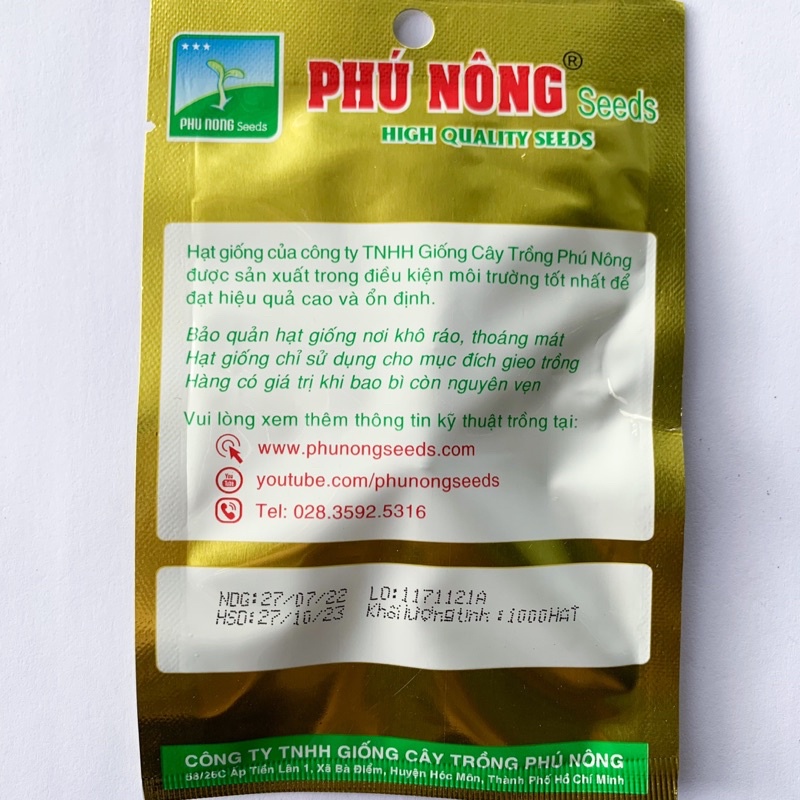 PHU NONG Seeds
PHÚ NÔNG® Seeds
HIGH QUALITY SEEDS
Hạt giống của công ty TNHH Giống Cây Trồng Phú Nông
được sản xuất trong điều kiện môi trường tốt nhất để
đạt hiệu quả cao và ổn định.
Bảo quản hạt giống nơi khô ráo, thoáng mát
Hạt giống chỉ sử dụng cho mục đích gieo trồng
Hàng có giá trị khi bao bì còn nguyên vẹn
Vui lòng xem thêm thông tin kỹ thuật trồng tại:
www.phunongseeds.com
You Tube youtube.com/phunongseeds
Tel: 028.3592.5316
NDG:27/07/22 LO:1171121A
HSD:27/10/23 Khối lượng tịnh :1000HẠT
CÔNG TY TNHH GIỐNG CÂY TRỒNG PHÚ NÔNG
58/26C Ấp Tiền Lân 1, Xã Bà Điểm, Huyện Hóc Môn, Thành Phố Hồ Chí Minh